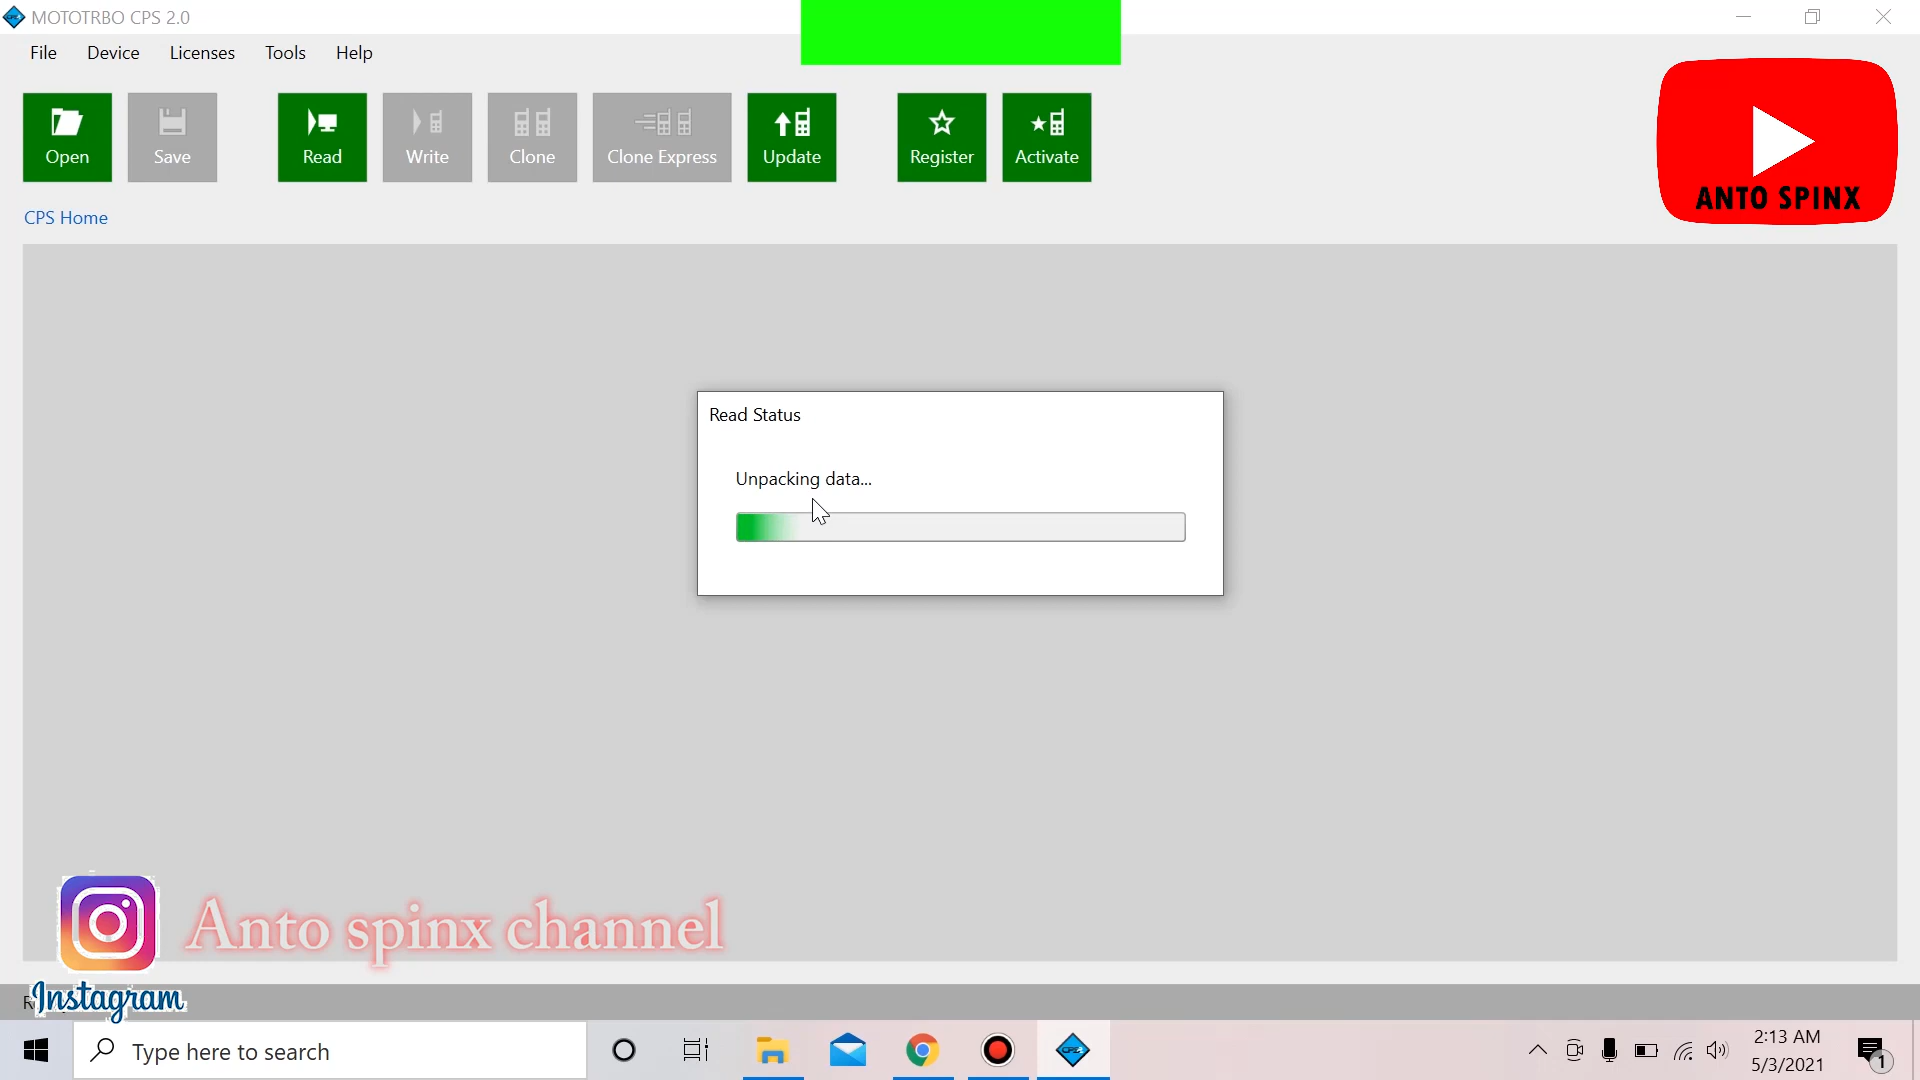 MOTOTRBO CPS 2.0
File Device Licenses Tools Help
Open Save Read Write Clone Clone Express Update Register Activate
ANTO SPINX
CPS Home
Read Status
Unpacking data...
Anto spinx channel
Instagram
Type here to search
CPS
2:13 AM
5/3/2021
1